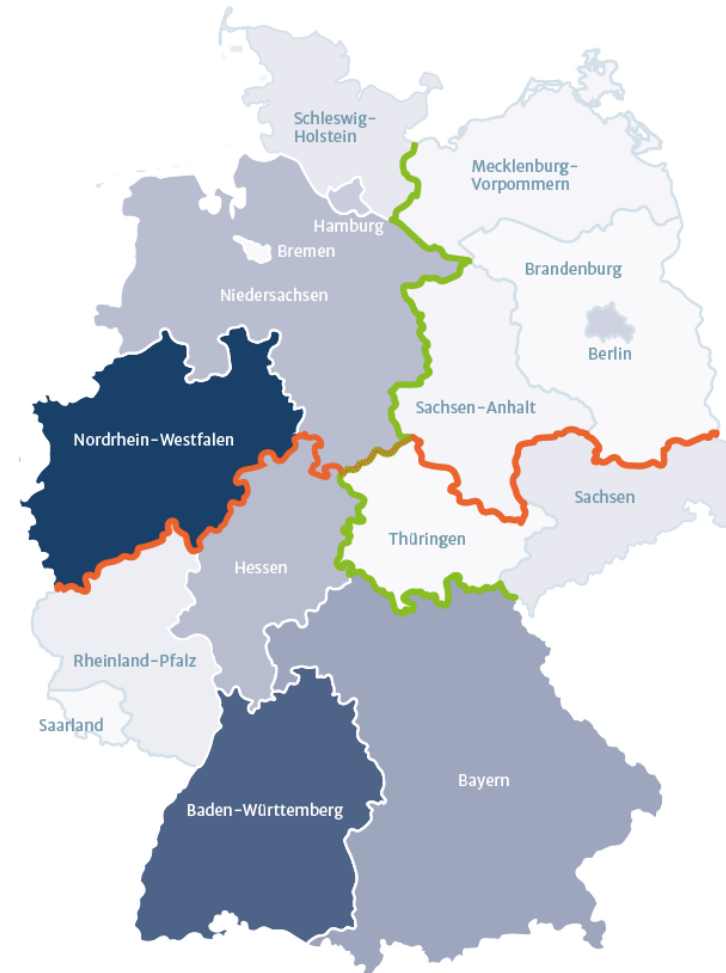 Schleswig-
Holstein
Mecklenburg-
Vorpommern
Hamburg
Bremen
Brandenburg
Niedersachsen
Berlin
Sachsen-Anhalt
Nordrhein-Westfalen
Sachsen
Thüringen
Hessen
Rheinland-Pfalz
Saarland
Bayern
Baden-Württemberg